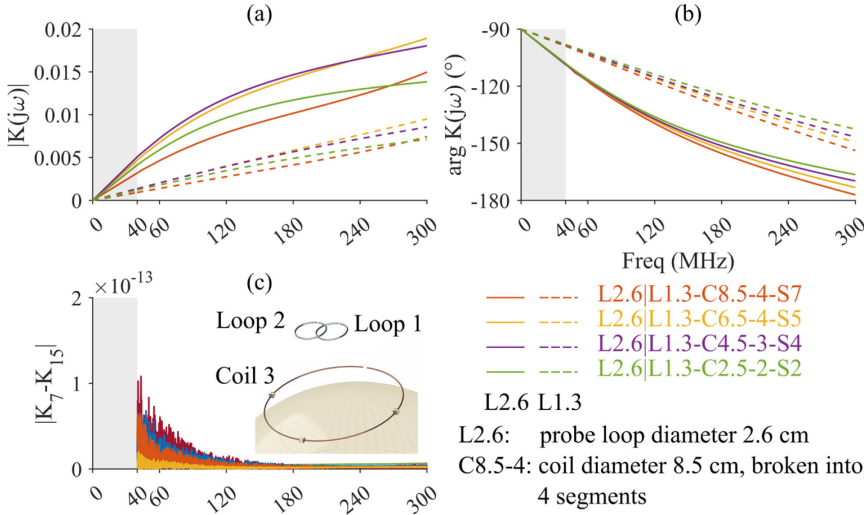 (a)
|K(jω)|
0.02
0.015
0.01
0.005
0
0 40 60 120 180 240 300
(b)
arg K(jω) (°)
-90
-120
-150
-180
0 40 60 120 180 240 300
Freq (MHz)
(c)
×10⁻¹³
|K₇-K₁₅|
2
1
0
0 40 60 120 180 240 300
Loop 2
Loop 1
Coil 3
L2.6|L1.3-C8.5-4-S7
L2.6|L1.3-C6.5-4-S5
L2.6|L1.3-C4.5-3-S4
L2.6|L1.3-C2.5-2-S2
L2.6 L1.3
L2.6: probe loop diameter 2.6 cm
C8.5-4: coil diameter 8.5 cm, broken into
4 segments